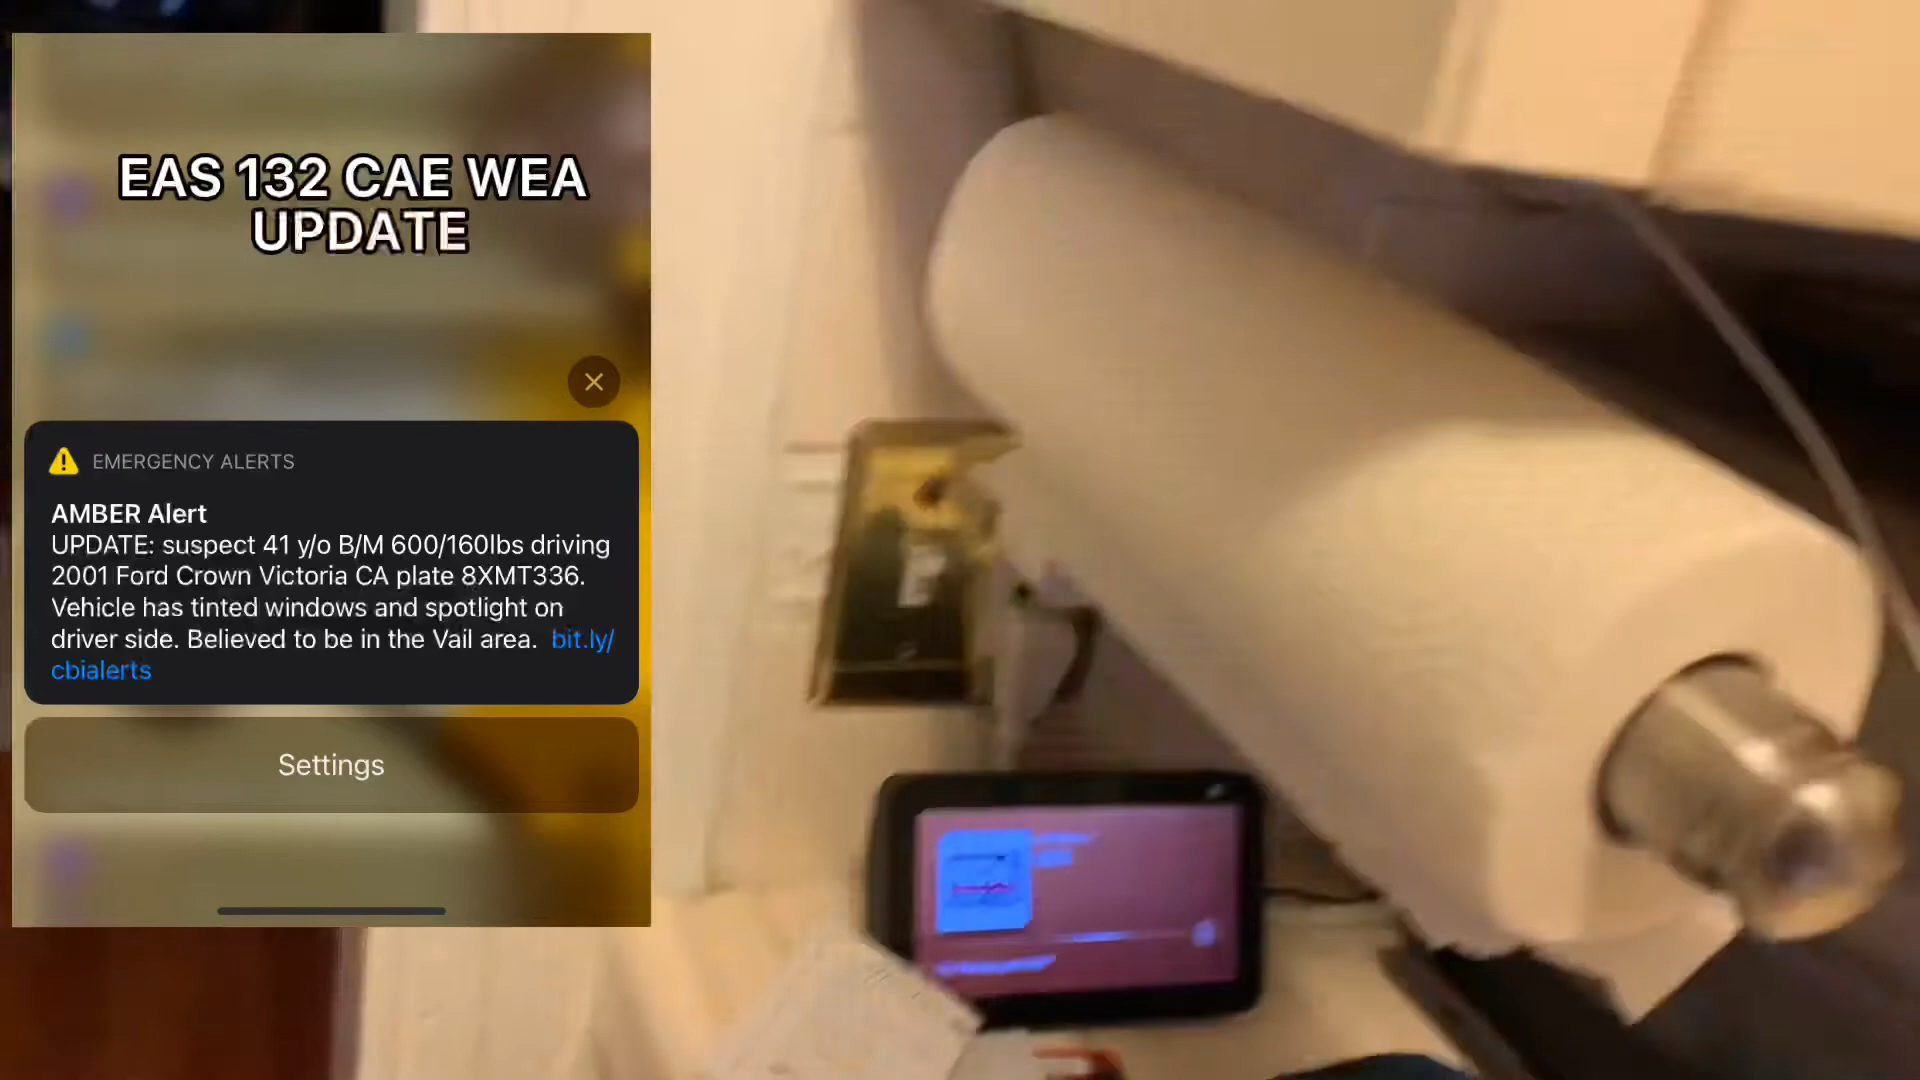 EAS 132 CAE WEA
UPDATE
EMERGENCY ALERTS
AMBER Alert
UPDATE: suspect 41 y/o B/M 600/160lbs driving
2001 Ford Crown Victoria CA plate 8XMT336.
Vehicle has tinted windows and spotlight on
driver side. Believed to be in the Vail area. bit.ly/
cbialerts
Settings